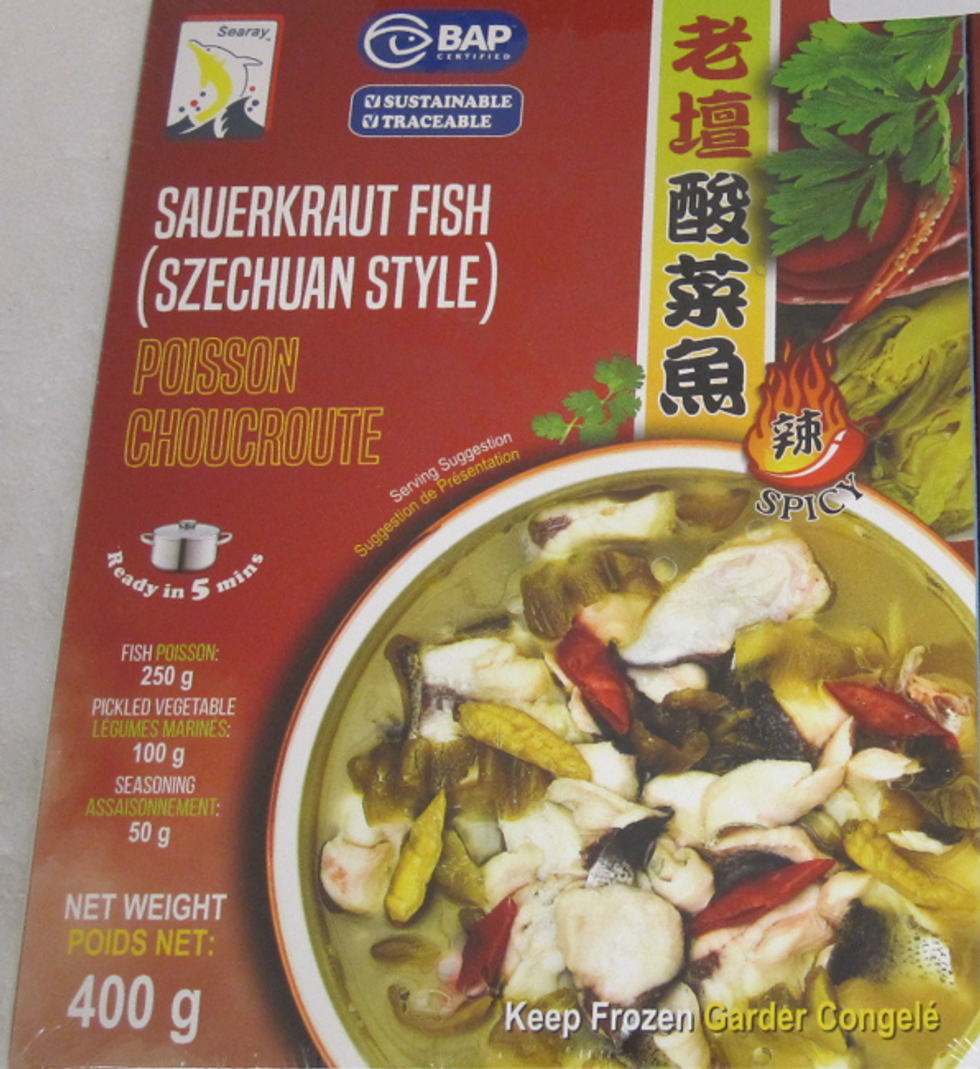 Searay
BAP
CERTIFIED
SUSTAINABLE
TRACEABLE
老壇酸菜魚
SAUERKRAUT FISH
(SZECHUAN STYLE)
POISSON
CHOUCROUTE
辣
SPICY
Serving Suggestion
Suggestion de Présentation
Ready in 5 mins
FISH POISSON:
250 g
PICKLED VEGETABLE
LÉGUMES MARINÉS:
100 g
SEASONING
ASSAISONNEMENT:
50 g
NET WEIGHT
POIDS NET:
400 g
Keep Frozen Garder Congelé